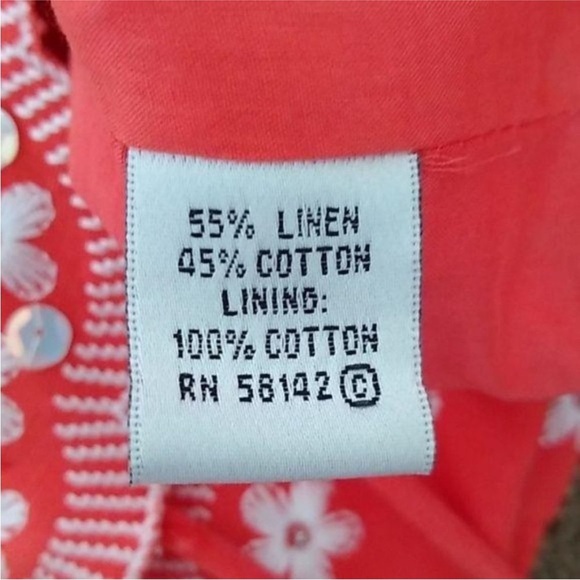 55% LINEN
45% COTTON
LINING:
100% COTTON
RN 58142 Ⓒ